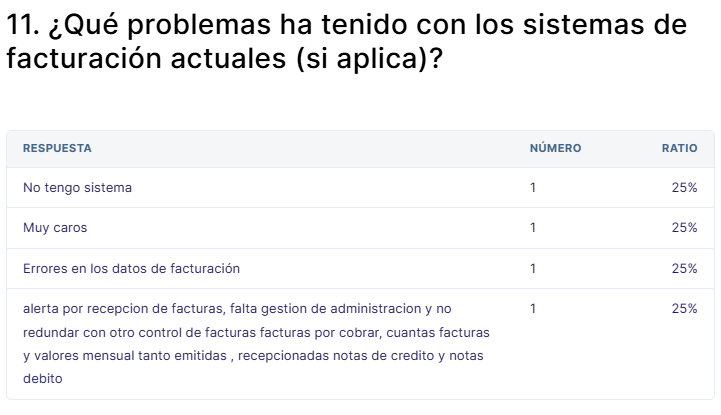 11. ¿Qué problemas ha tenido con los sistemas de
facturación actuales (si aplica)?
RESPUESTA NÚMERO RATIO
No tengo sistema 1 25%
Muy caros 1 25%
Errores en los datos de facturación 1 25%
alerta por recepcion de facturas, falta gestion de administracion y no 1 25%
redundar con otro control de facturas facturas por cobrar, cuantas facturas
y valores mensual tanto emitidas , recepcionadas notas de credito y notas
debito